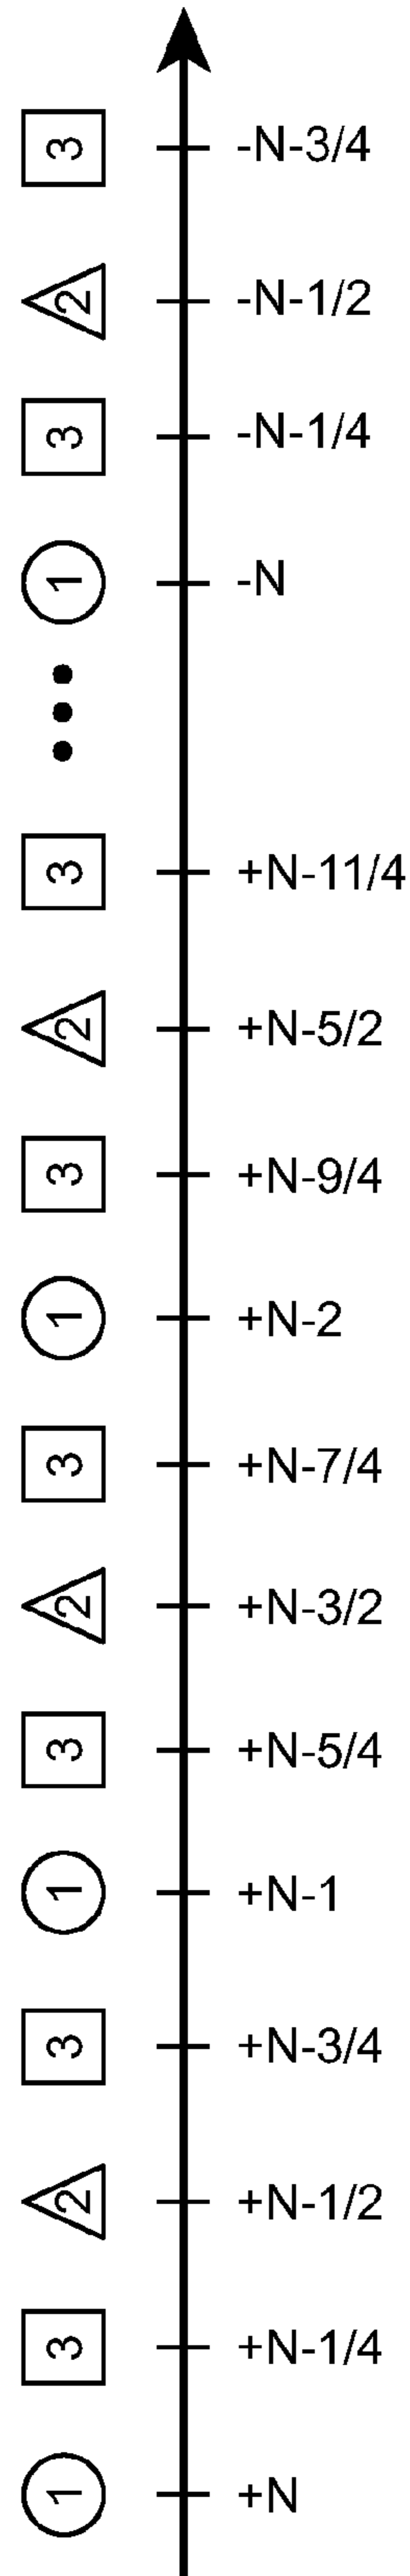 3 -N-3/4
2 -N-1/2
3 -N-1/4
1 -N
3 +N-11/4
2 +N-5/2
3 +N-9/4
1 +N-2
3 +N-7/4
2 +N-3/2
3 +N-5/4
1 +N-1
3 +N-3/4
2 +N-1/2
3 +N-1/4
1 +N